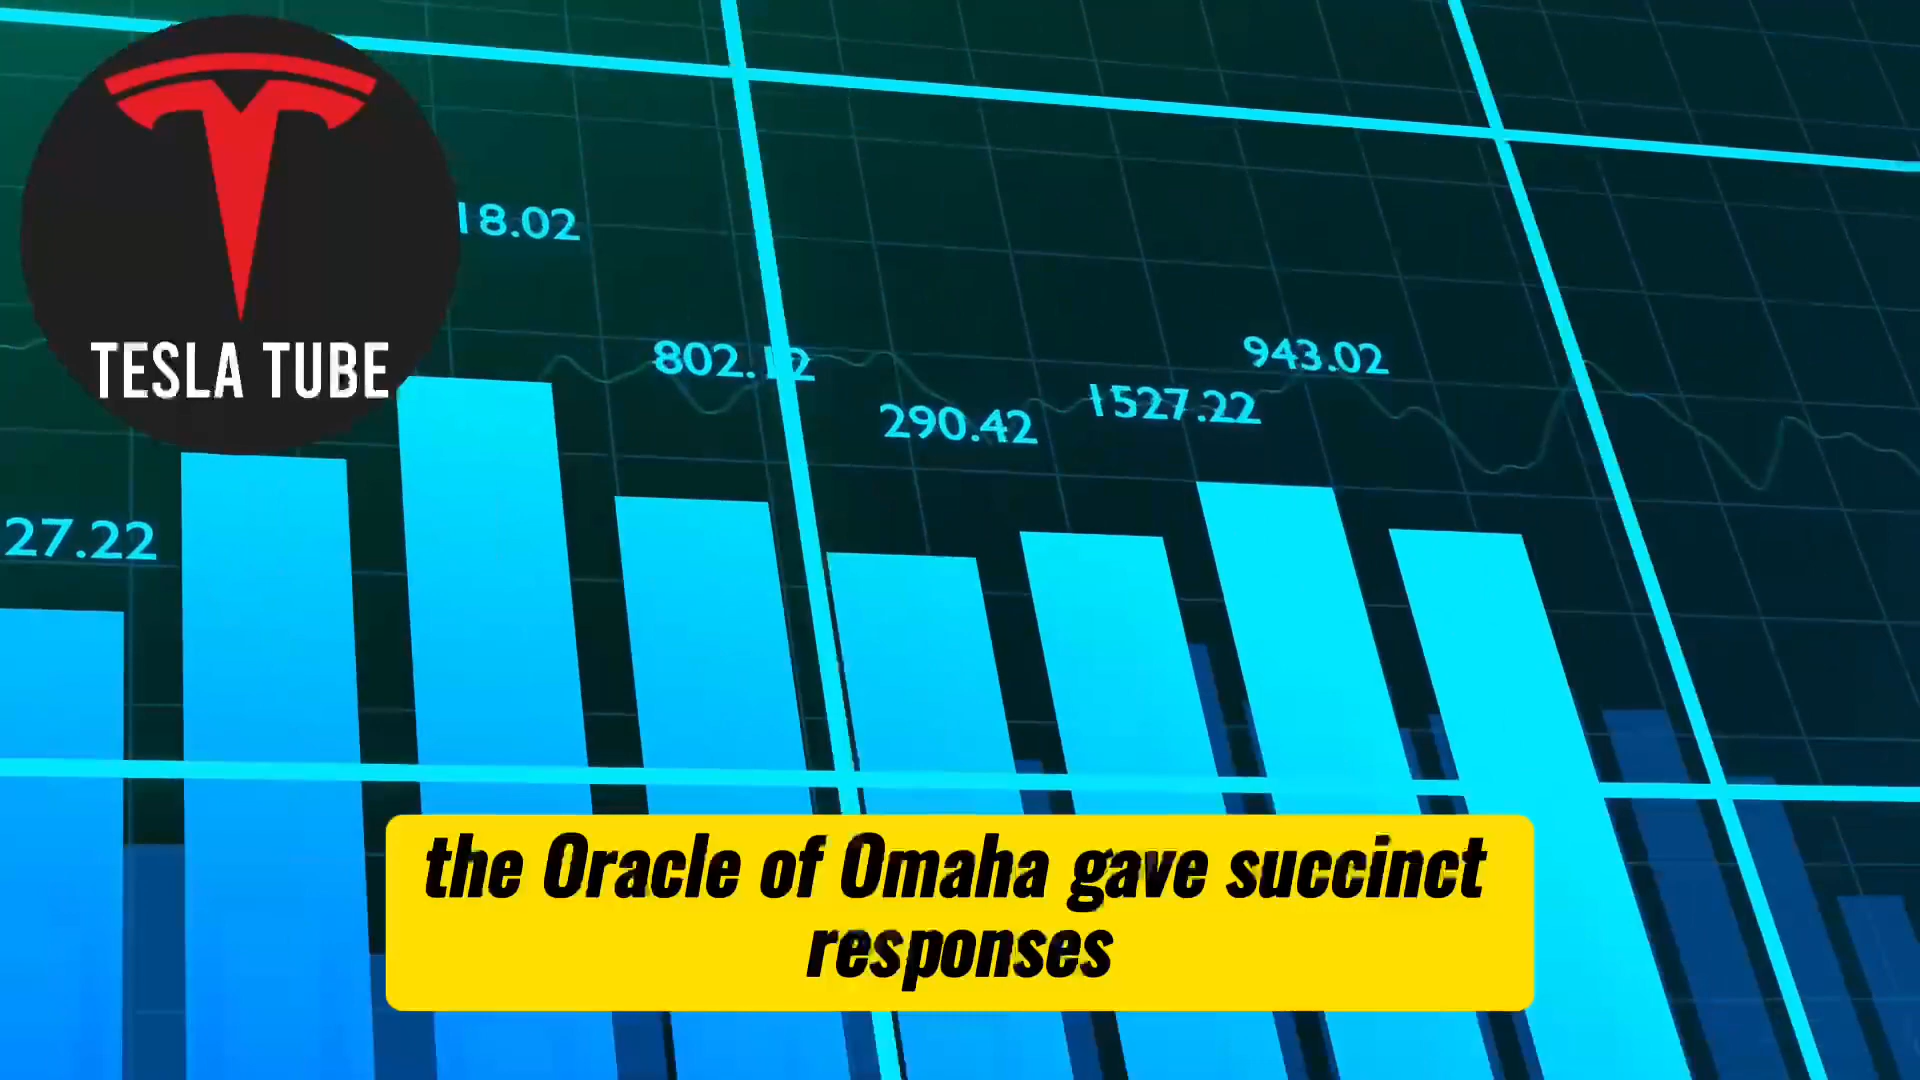 TESLA TUBE
18.02
802.12
943.02
1527.22
290.42
27.22
the Oracle of Omaha gave succinct
responses